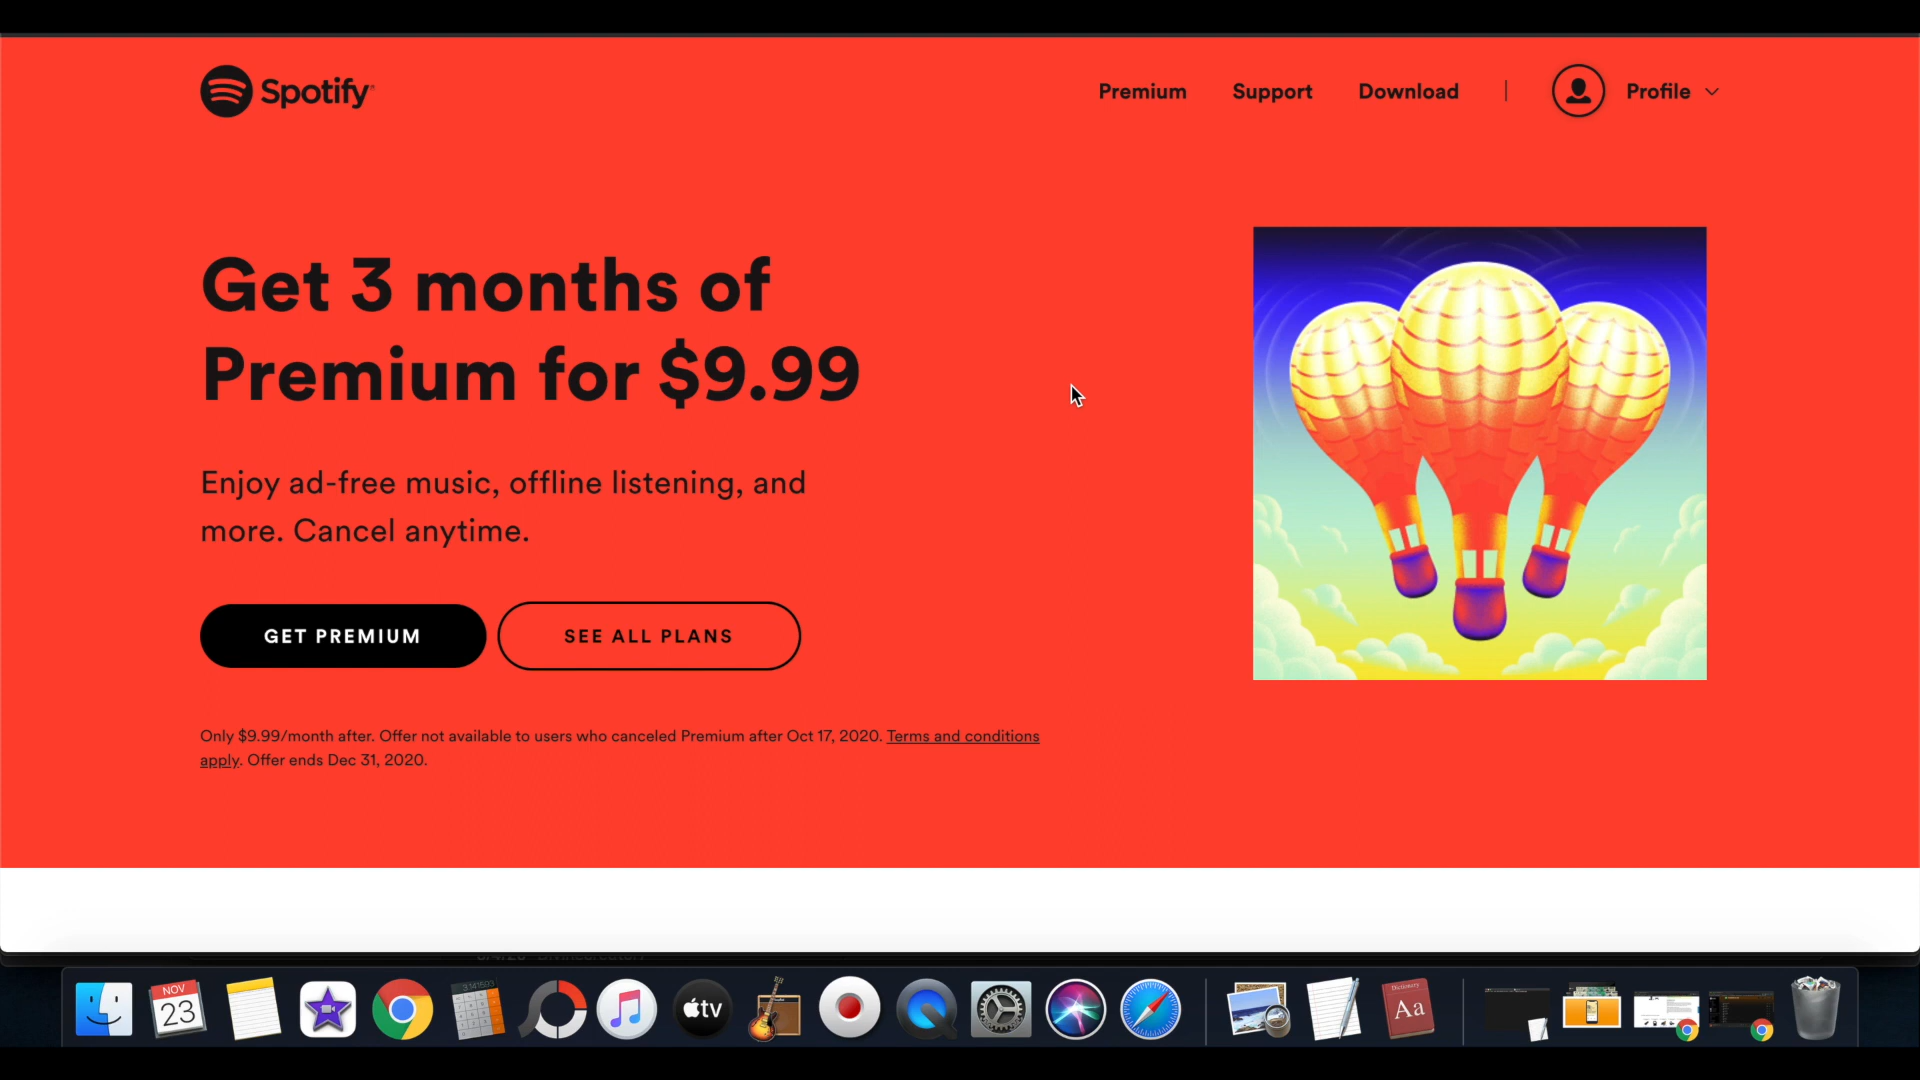 Spotify
Premium
Support
Download
Profile
Get 3 months of
Premium for $9.99
Enjoy ad-free music, offline listening, and
more. Cancel anytime.
GET PREMIUM
SEE ALL PLANS
Only $9.99/month after. Offer not available to users who canceled Premium after Oct 17, 2020. Terms and conditions
apply. Offer ends Dec 31, 2020.
NOV
23
tv
Dictionary
Aa